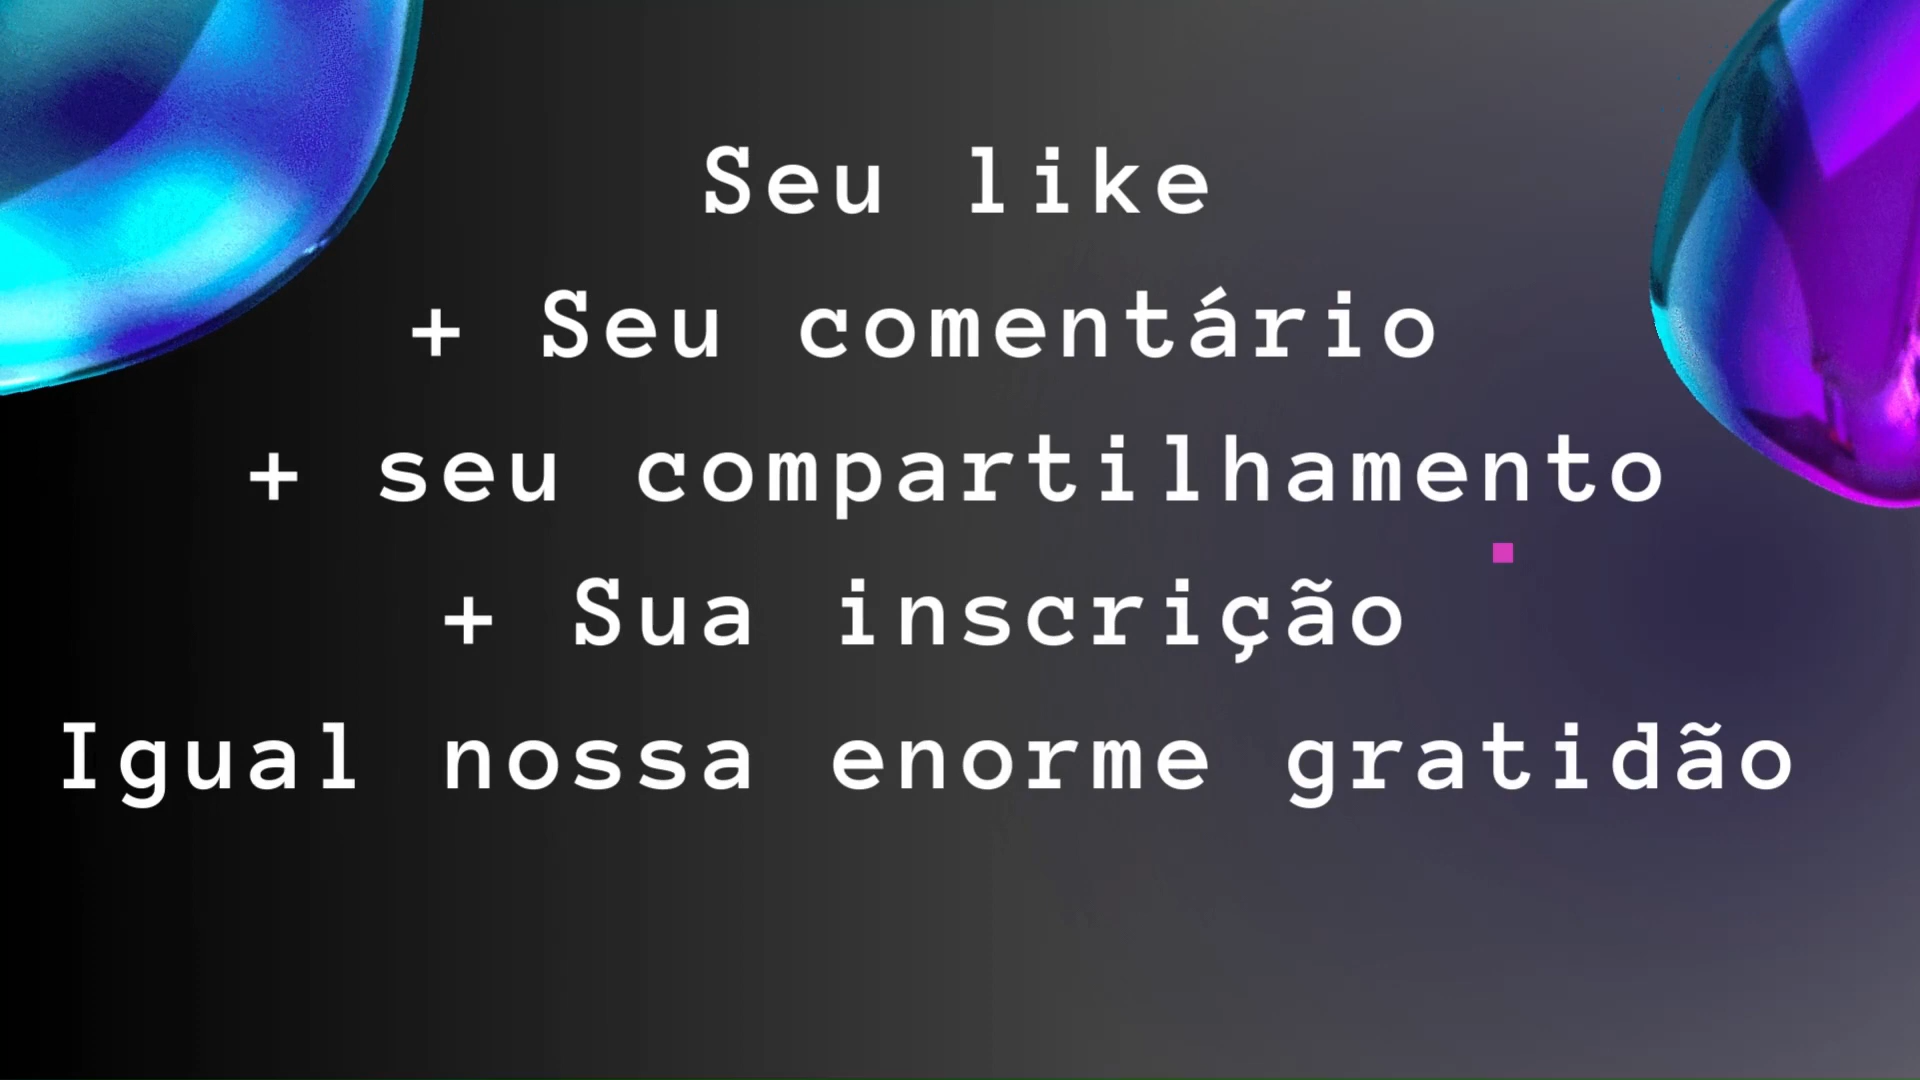 Seu like
+ Seu comentário
+ seu compartilhamento
+ Sua inscrição
Igual nossa enorme gratidão